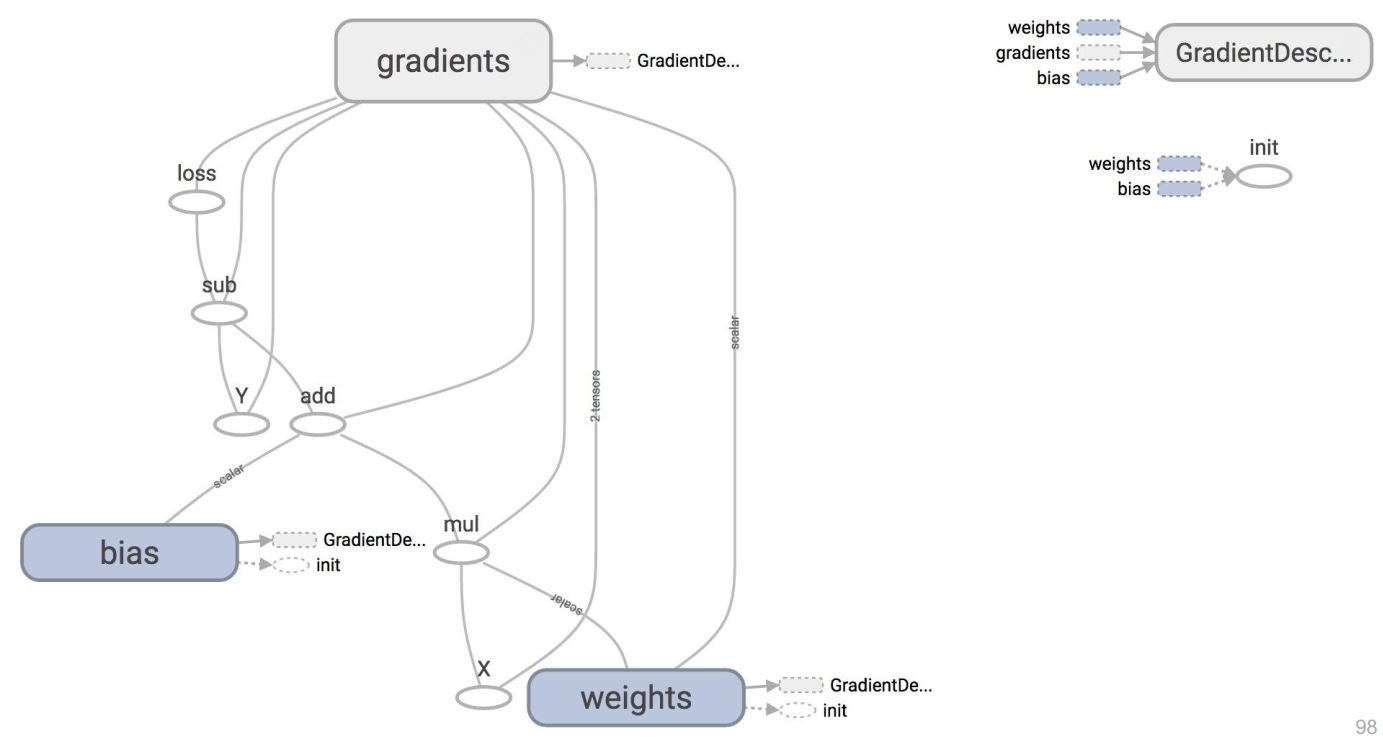 gradients
GradientDe...
weights
gradients
bias
GradientDesc...
init
weights
bias
loss
sub
scalar
2 tensors
Y
add
scalar
mul
bias
GradientDe...
init
scalar
X
weights
GradientDe...
init
98